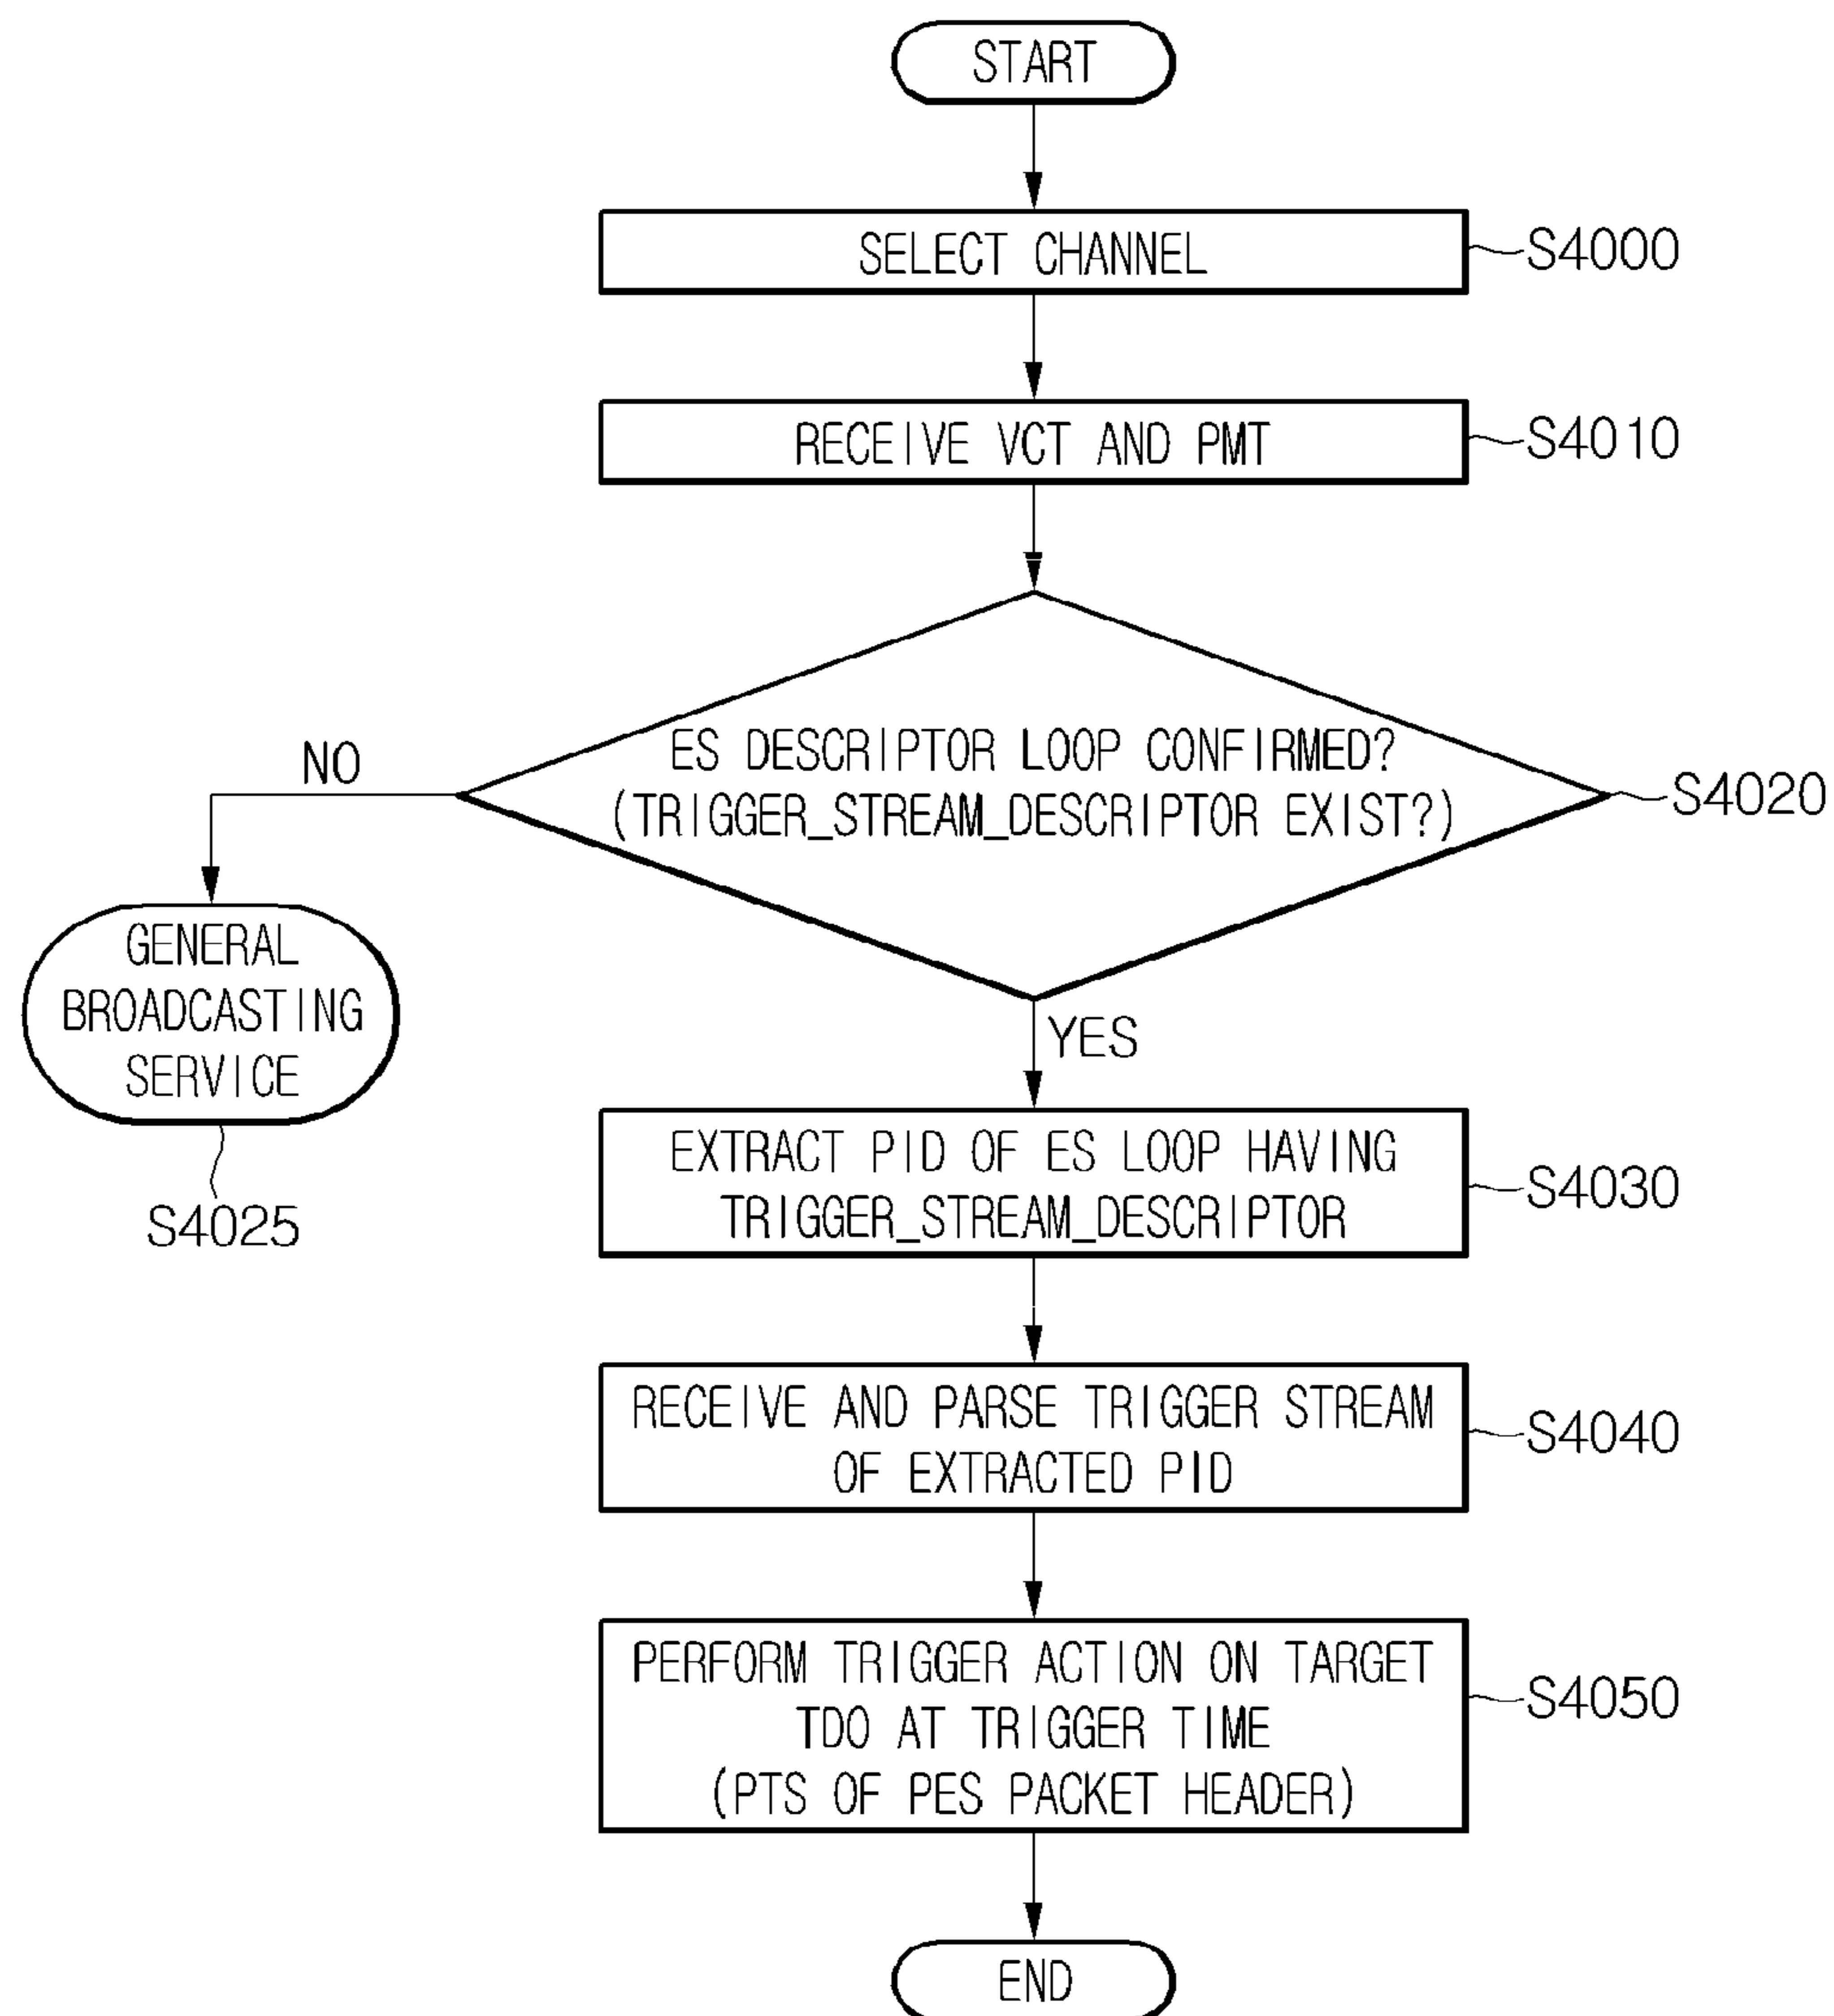 START
SELECT CHANNEL
S4000
RECEIVE VCT AND PMT
S4010
ES DESCRIPTOR LOOP CONFIRMED?
(TRIGGER_STREAM_DESCRIPTOR EXIST?)
S4020
NO
GENERAL
BROADCASTING
SERVICE
S4025
YES
EXTRACT PID OF ES LOOP HAVING
TRIGGER_STREAM_DESCRIPTOR
S4030
RECEIVE AND PARSE TRIGGER STREAM
OF EXTRACTED PID
S4040
PERFORM TRIGGER ACTION ON TARGET
TDO AT TRIGGER TIME
(PTS OF PES PACKET HEADER)
S4050
END